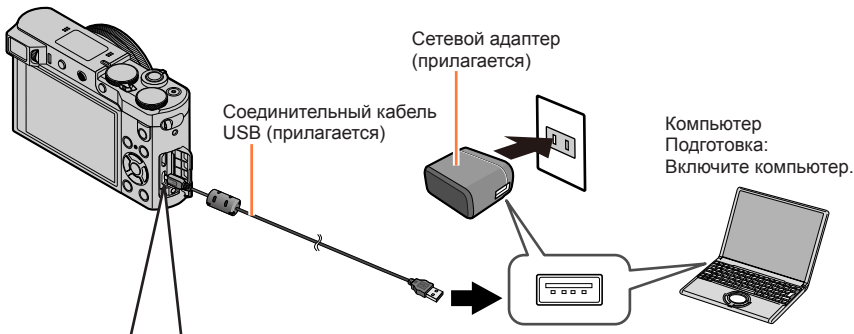 Сетевой адаптер
(прилагается)
Соединительный кабель
USB (прилагается)
Компьютер
Подготовка:
Включите компьютер.